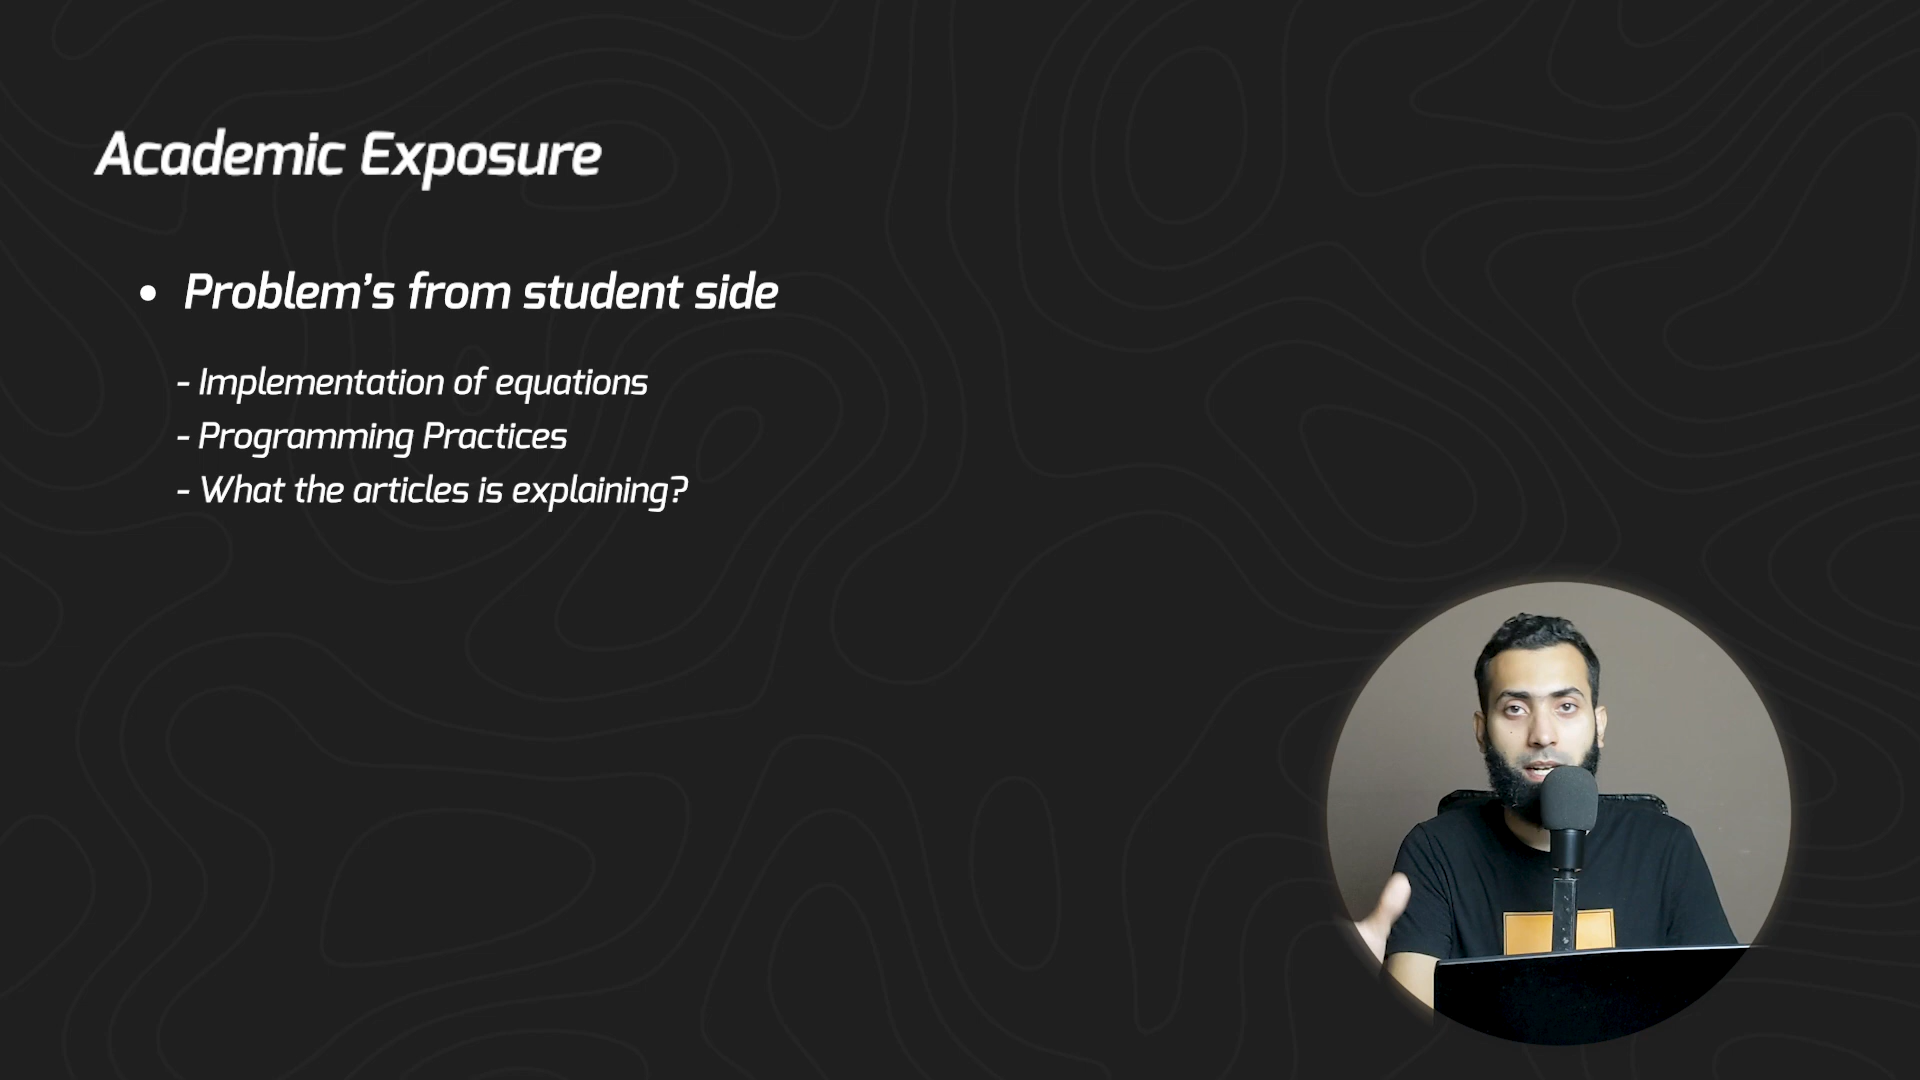 Academic Exposure
• Problem's from student side
- Implementation of equations
- Programming Practices
- What the articles is explaining?